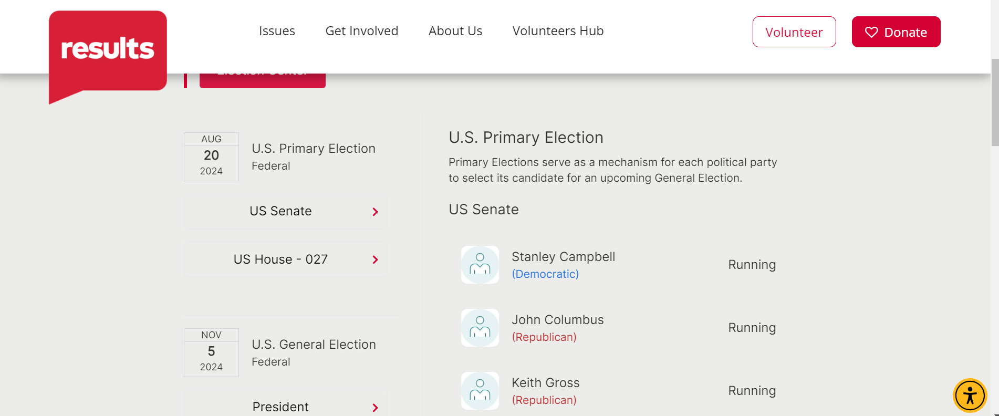 results
Issues
Get Involved
About Us
Volunteers Hub
Volunteer
Donate
Election Center
AUG
20
2024
U.S. Primary Election
Federal
US Senate
US House - 027
NOV
5
2024
U.S. General Election
Federal
President
U.S. Primary Election
Primary Elections serve as a mechanism for each political party
to select its candidate for an upcoming General Election.
US Senate
Stanley Campbell
(Democratic)
Running
John Columbus
(Republican)
Running
Keith Gross
(Republican)
Running